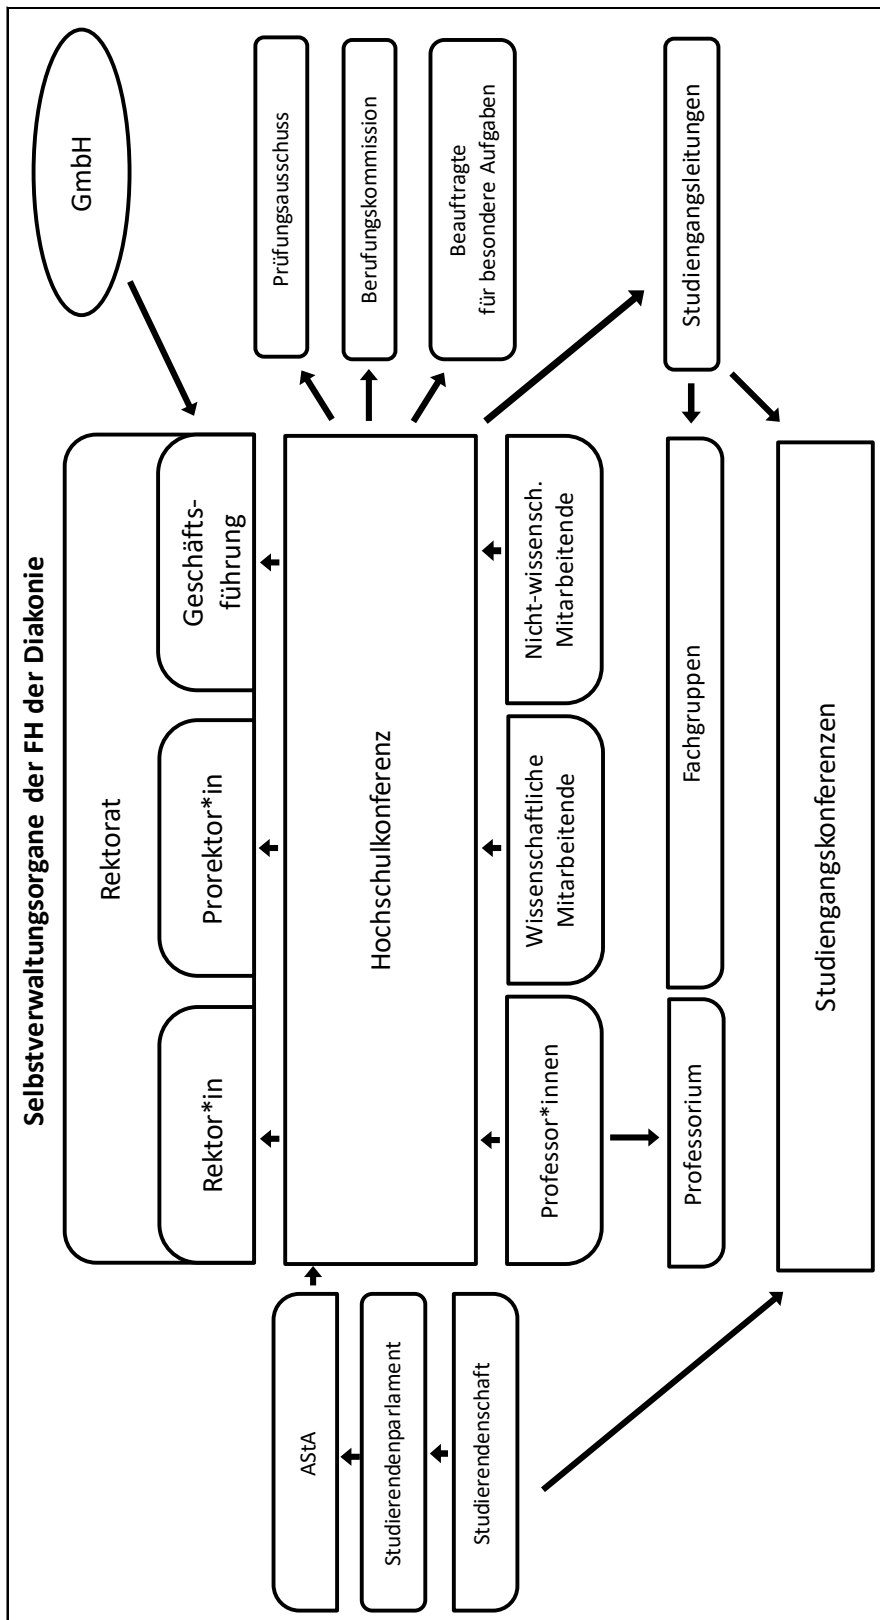 Selbstverwaltungsorgane der FH der Diakonie
GmbH
Rektorat
Rektor*in
Prorektor*in
Geschäfts-
führung
AStA
Studierendenparlament
Studierendenschaft
Hochschulkonferenz
Prüfungsausschuss
Berufungskommission
Beauftragte
für besondere Aufgaben
Professor*innen
Wissenschaftliche
Mitarbeitende
Nicht-wissensch.
Mitarbeitende
Professorium
Fachgruppen
Studiengangsleitungen
Studiengangskonferenzen